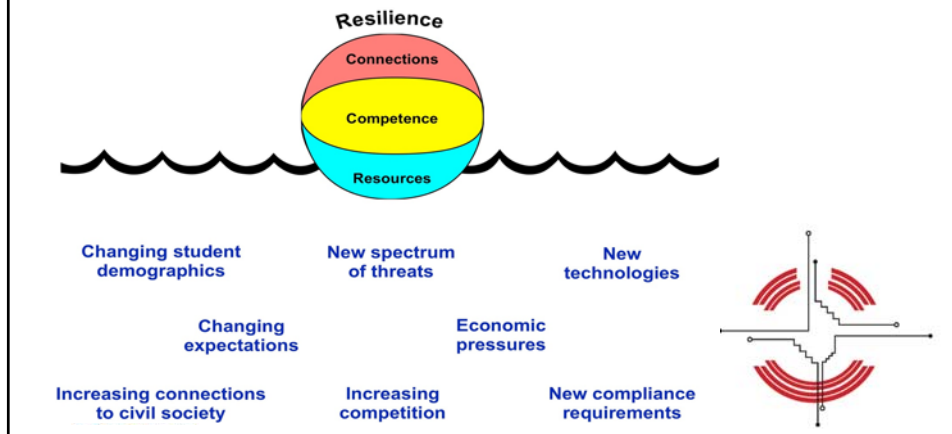 Resilience
Connections
Competence
Resources
Changing student
demographics
New spectrum
of threats
New
technologies
Changing
expectations
Economic
pressures
Increasing connections
to civil society
Increasing
competition
New compliance
requirements